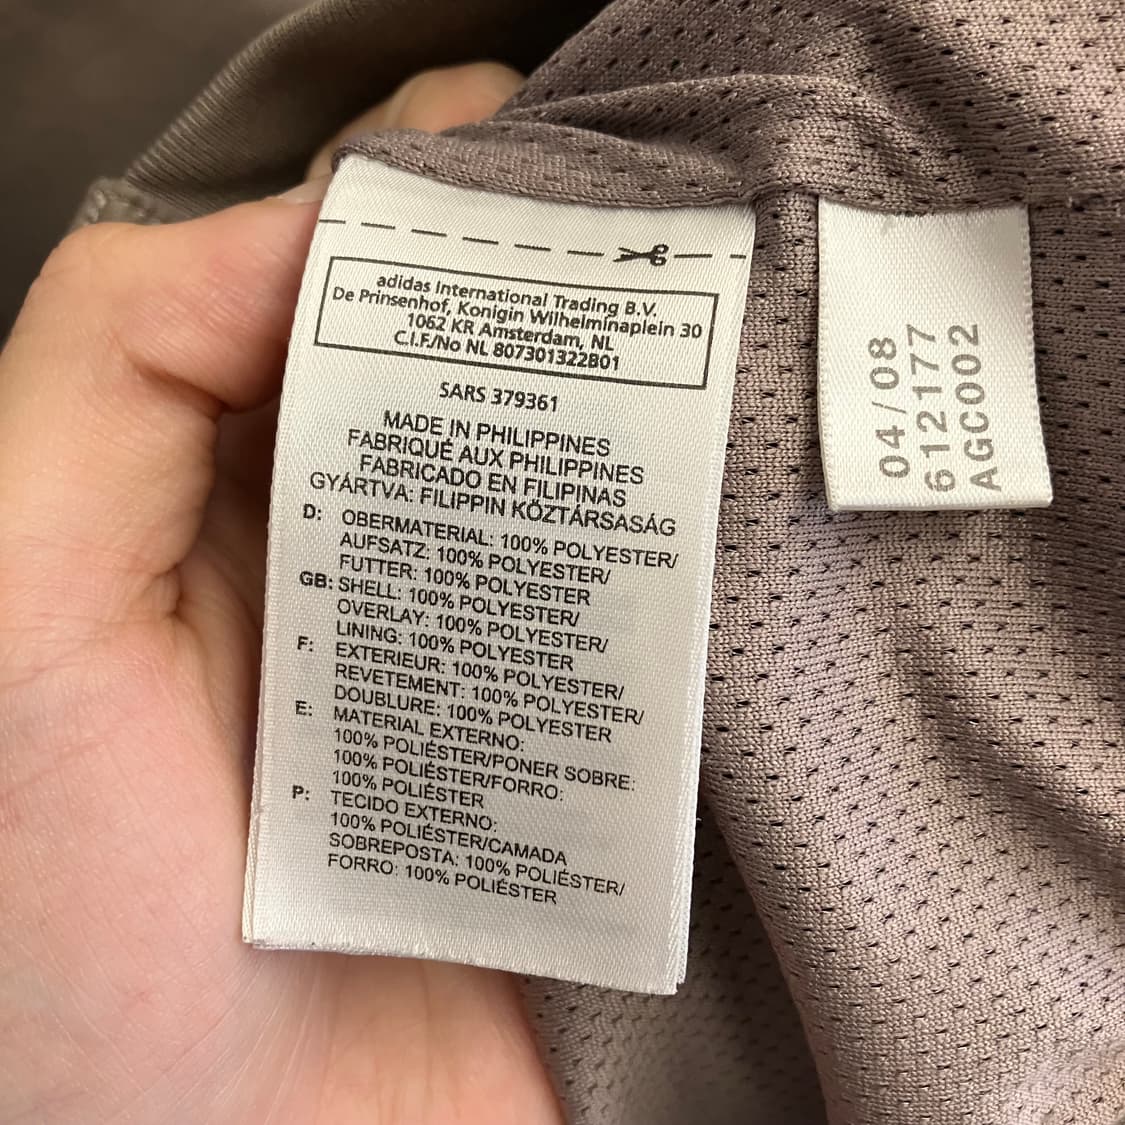 adidas International Trading B.V.
De Prinsenhof, Konigin Wilhelminaplein 30
1062 KR Amsterdam, NL
C.I.F./No NL 807301322B01
SARS 379361
MADE IN PHILIPPINES
FABRIQUÉ AUX PHILIPPINES
FABRICADO EN FILIPINAS
GYÁRTVA: FILIPPIN KÖZTÁRSASÁG
D: OBERMATERIAL: 100% POLYESTER/
AUFSATZ: 100% POLYESTER/
FUTTER: 100% POLYESTER
GB: SHELL: 100% POLYESTER/
OVERLAY: 100% POLYESTER/
LINING: 100% POLYESTER
F: EXTERIEUR: 100% POLYESTER/
REVETEMENT: 100% POLYESTER/
DOUBLURE: 100% POLYESTER
E: MATERIAL EXTERNO:
100% POLIÉSTER/PONER SOBRE:
100% POLIÉSTER/FORRO:
100% POLIÉSTER
P: TECIDO EXTERNO:
100% POLIÉSTER/CAMADA
SOBREPOSTA: 100% POLIÉSTER/
FORRO: 100% POLIÉSTER
04/08
612177
AGC002